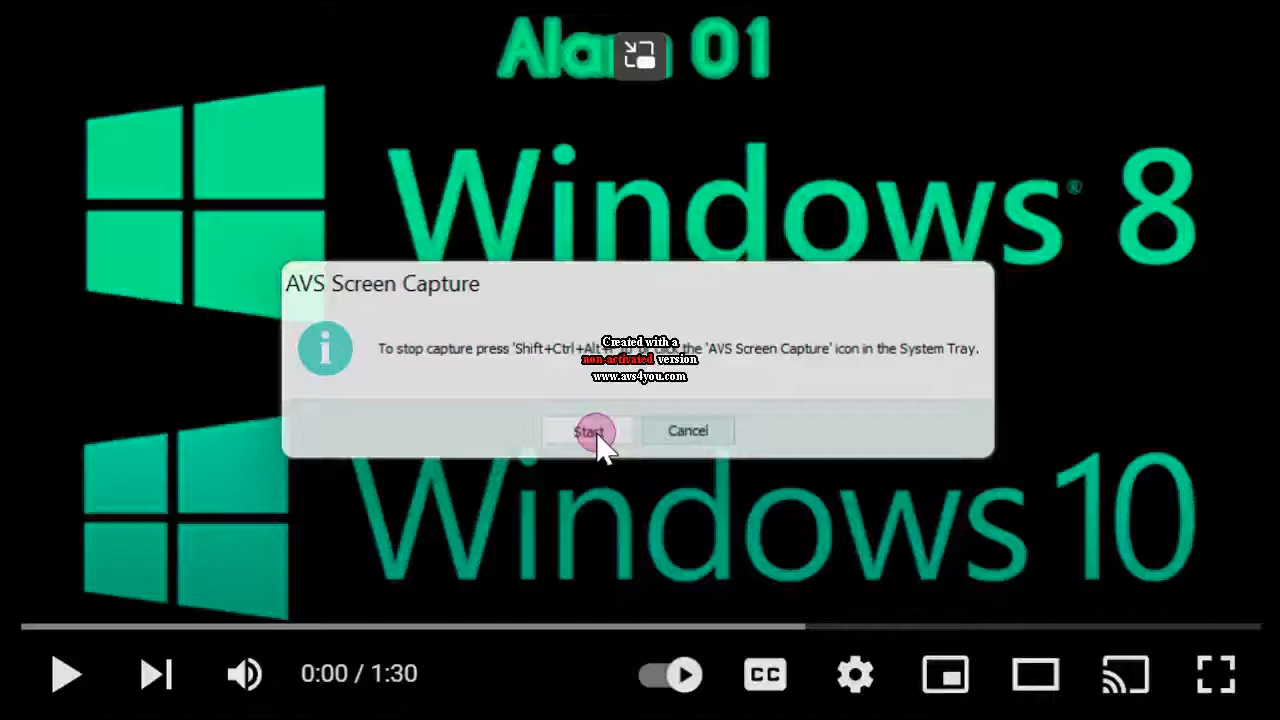 Alarm 01
Windows® 8
AVS Screen Capture
Created with a
To stop capture press 'Shift+Ctrl+Alt+ the 'AVS Screen Capture' icon in the System Tray.
non-activated version
www.avs4you.com
Start Cancel
Windows 10
0:00 / 1:30
CC